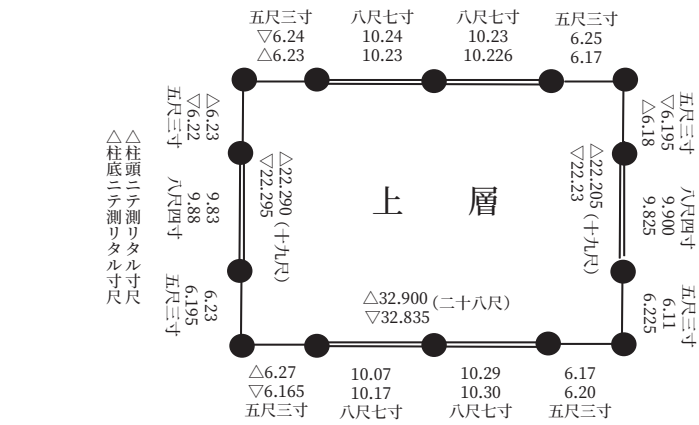 五尺三寸
▽6.24
△6.23
八尺七寸
10.24
10.23
八尺七寸
10.23
10.226
五尺三寸
6.25
6.17
五尺三寸
▽6.195
△6.18
八尺四寸
9.900
9.825
五尺三寸
6.11
6.225
△22.205（十九尺）
▽22.23
上層
△22.290（十九尺）
▽22.295
△6.23
▽6.22
五尺三寸
9.83
9.88
八尺四寸
6.23
6.195
五尺三寸
△柱頭ニテ測リタル寸尺
△柱底ニテ測リタル寸尺
△32.900（二十八尺）
▽32.835
△6.27
▽6.165
五尺三寸
10.07
10.17
八尺七寸
10.29
10.30
八尺七寸
6.17
6.20
五尺三寸